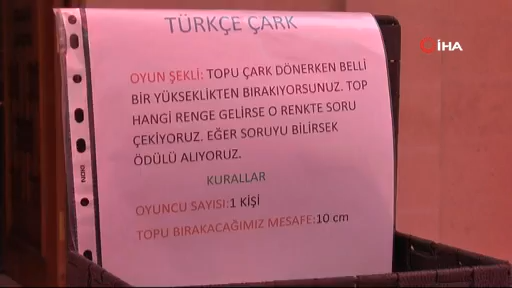 TÜRKÇE ÇARK
İHA
OYUN ŞEKLİ: TOPU ÇARK DÖNERKEN BELLİ
BİR YÜKSEKLİKTEN BIRAKIYORSUNUZ. TOP
HANGİ RENGE GELİRSE O RENKTE SORU
ÇEKİYORUZ. EĞER SORUYU BİLİRSEK
ÖDÜLÜ ALIYORUZ.
KURALLAR
OYUNCU SAYISI:1 KİŞİ
TOPU BIRAKACAĞIMIZ MESAFE:10 cm